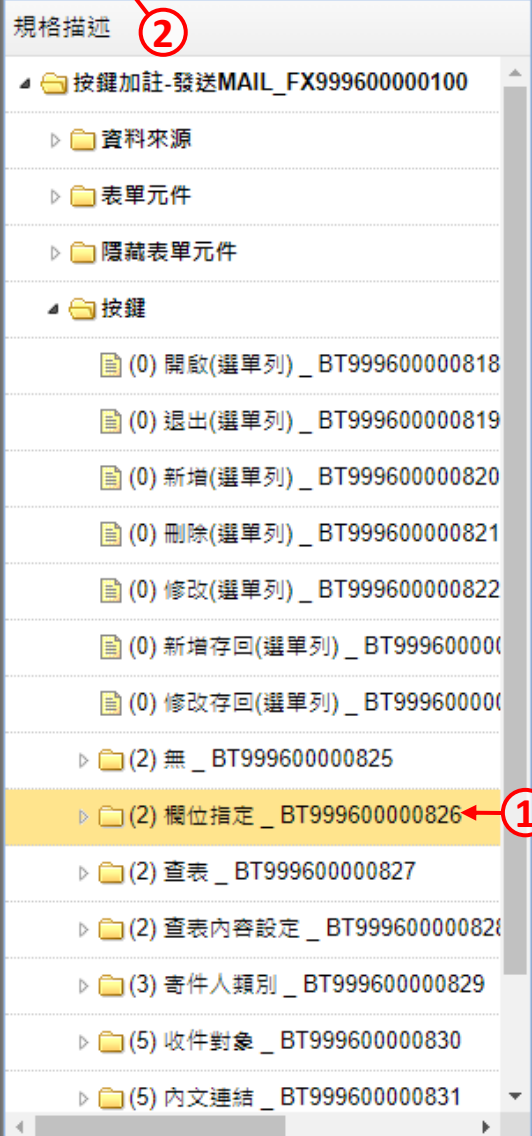 規格描述
2
按鍵加註-發送MAIL_FX999600000100
資料來源
表單元件
隱藏表單元件
按鍵
(0) 開啟(選單列) _ BT999600000818
(0) 退出(選單列) _ BT999600000819
(0) 新增(選單列) _ BT999600000820
(0) 刪除(選單列) _ BT999600000821
(0) 修改(選單列) _ BT999600000822
(0) 新增存回(選單列) _ BT99960000
(0) 修改存回(選單列) _ BT99960000
(2) 無 _ BT999600000825
(2) 欄位指定 _ BT999600000826 1
(2) 查表 _ BT999600000827
(2) 查表內容設定 _ BT999600000828
(3) 寄件人類別 _ BT999600000829
(5) 收件對象 _ BT999600000830
(5) 內文連結 _ BT999600000831